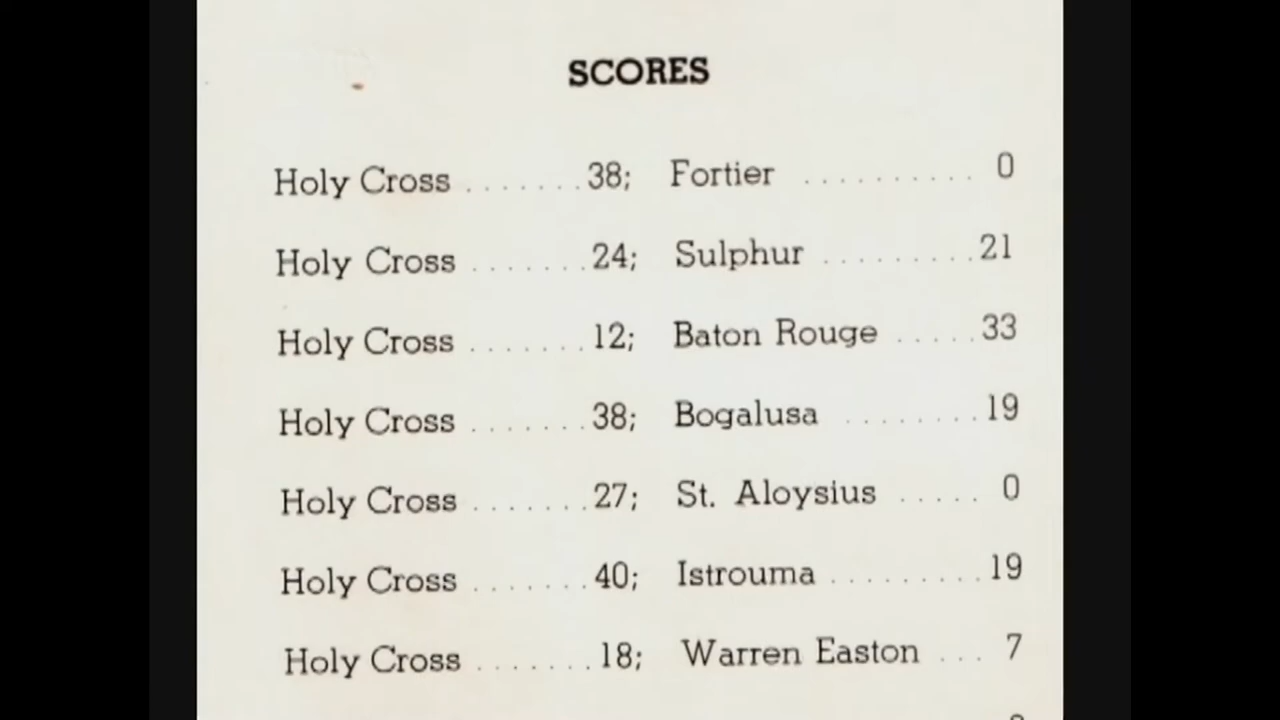 SCORES
Holy Cross ....... 38; Fortier .......... 0
Holy Cross ....... 24; Sulphur ......... 21
Holy Cross ....... 12; Baton Rouge ..... 33
Holy Cross ....... 38; Bogalusa ........ 19
Holy Cross ....... 27; St. Aloysius ..... 0
Holy Cross ....... 40; Istrouma ......... 19
Holy Cross ....... 18; Warren Easton ... 7